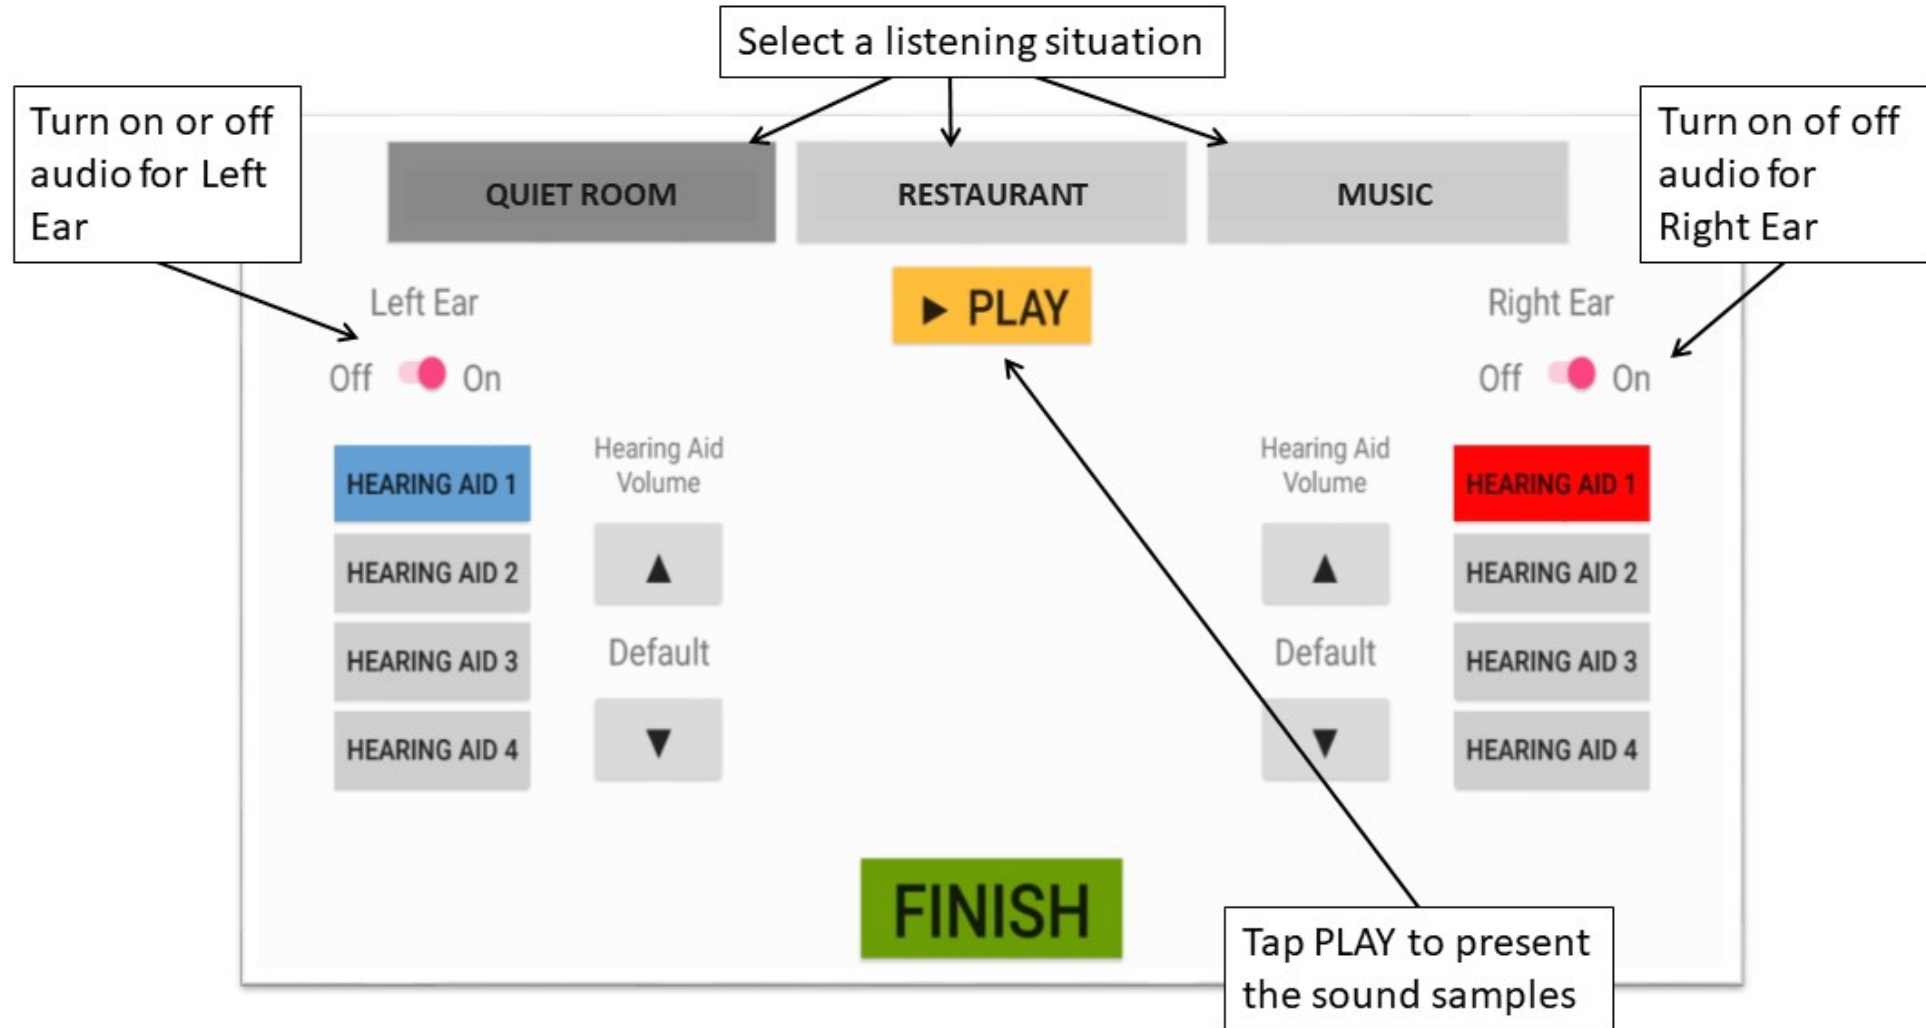 Select a listening situation
Turn on or off
audio for Left
Ear
Turn on of off
audio for
Right Ear
QUIET ROOM
RESTAURANT
MUSIC
Left Ear
▶ PLAY
Right Ear
Off On
Off On
Hearing Aid
Volume
Hearing Aid
Volume
HEARING AID 1
HEARING AID 1
▲
▲
HEARING AID 2
HEARING AID 2
Default
Default
HEARING AID 3
HEARING AID 3
▼
▼
HEARING AID 4
HEARING AID 4
FINISH
Tap PLAY to present
the sound samples